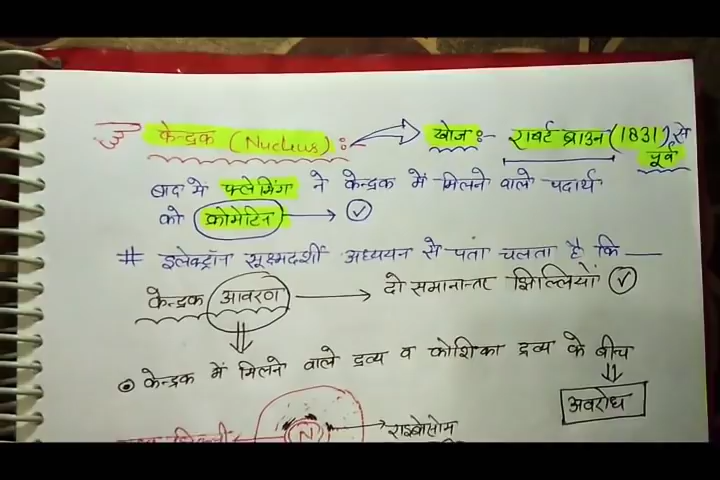 केन्द्रक (Nucleus) :- खोज :- राबर्ट ब्राउन (1831) से
पूर्व
बाद में फ्लेमिंग ने केन्द्रक में मिलने वाले पदार्थ
को क्रोमेटिन
# इलेक्ट्रॉन सूक्ष्मदर्शी अध्ययन से पता चलता है कि —
केन्द्रक आवरण दो समानान्तर झिल्लियों
केन्द्रक में मिलने वाले द्रव्य व कोशिका द्रव्य के बीच
अवरोध
N राइबोसोम